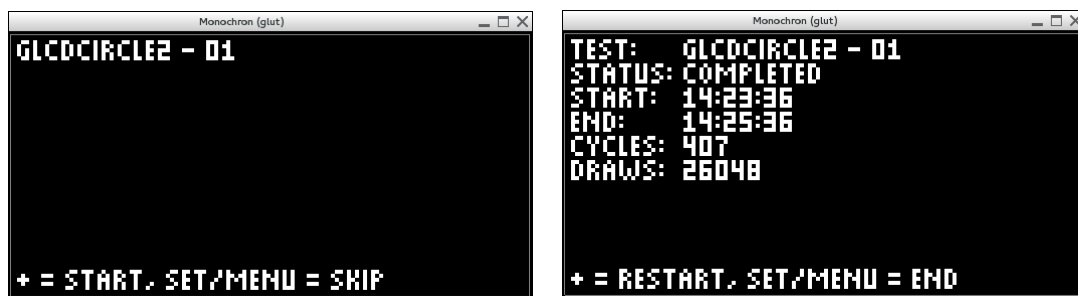 Monochron (glut)
GLCDCIRCLE2 - 01
+ = START, SET/MENU = SKIP
Monochron (glut)
TEST: GLCDCIRCLE2 - 01
STATUS: COMPLETED
START: 14:23:36
END: 14:25:36
CYCLES: 407
DRAWS: 26048
+ = RESTART, SET/MENU = END